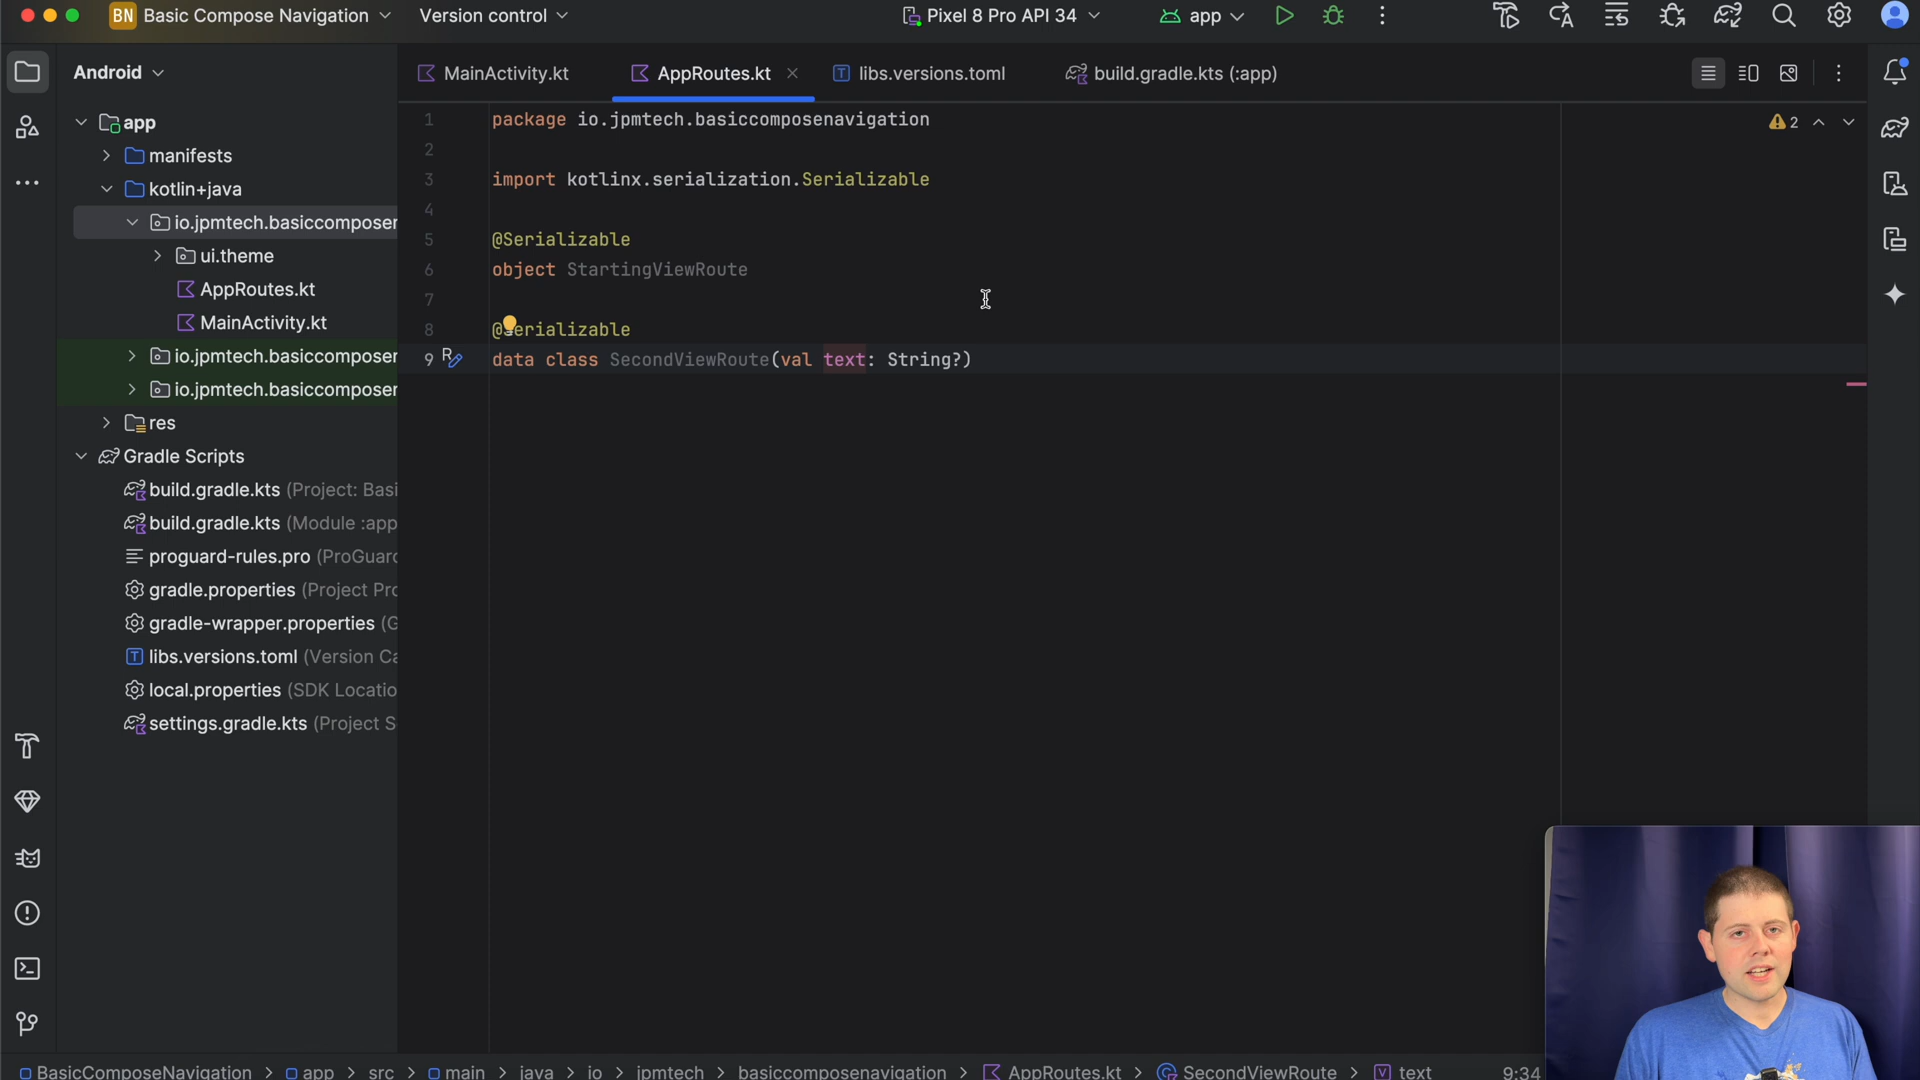 BN Basic Compose Navigation Version control Pixel 8 Pro API 34 app
Android
MainActivity.kt AppRoutes.kt libs.versions.toml build.gradle.kts (:app)
app
manifests
kotlin+java
io.jpmtech.basiccomposer
ui.theme
AppRoutes.kt
MainActivity.kt
io.jpmtech.basiccomposer
io.jpmtech.basiccomposer
res
Gradle Scripts
build.gradle.kts (Project: Basi
build.gradle.kts (Module :app
proguard-rules.pro (ProGuard
gradle.properties (Project Pro
gradle-wrapper.properties (G
libs.versions.toml (Version Ca
local.properties (SDK Locatio
settings.gradle.kts (Project S
1 package io.jpmtech.basiccomposenavigation
2
3 import kotlinx.serialization.Serializable
4
5 @Serializable
6 object StartingViewRoute
7
8 @Serializable
9 data class SecondViewRoute(val text: String?)
2
BasicComposeNavigation > app > src > main > java > io > jpmtech > basiccomposenavigation > AppRoutes.kt > SecondViewRoute > text 9:34